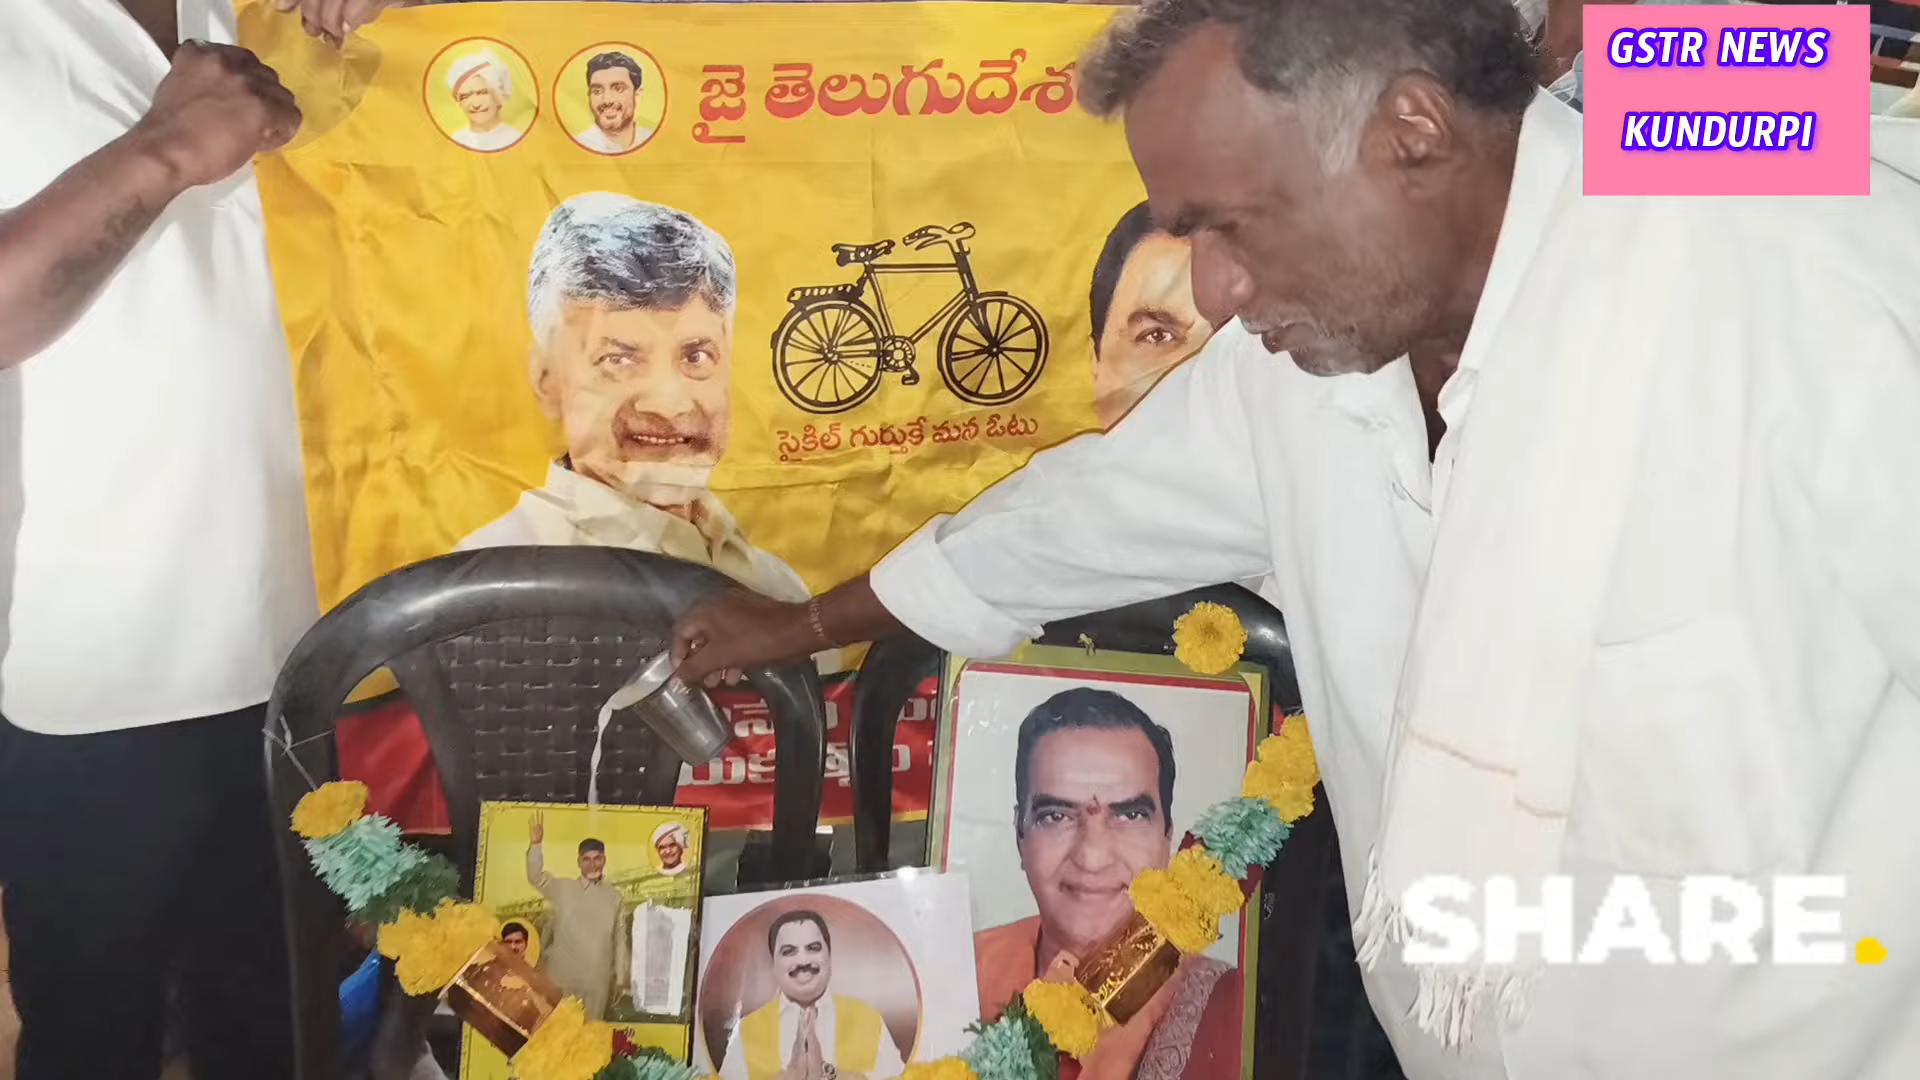 GSTR NEWS
KUNDURPI
జై తెలుగుదేశ
సైకిల్ గుర్తుకే మన ఓటు
SHARE.